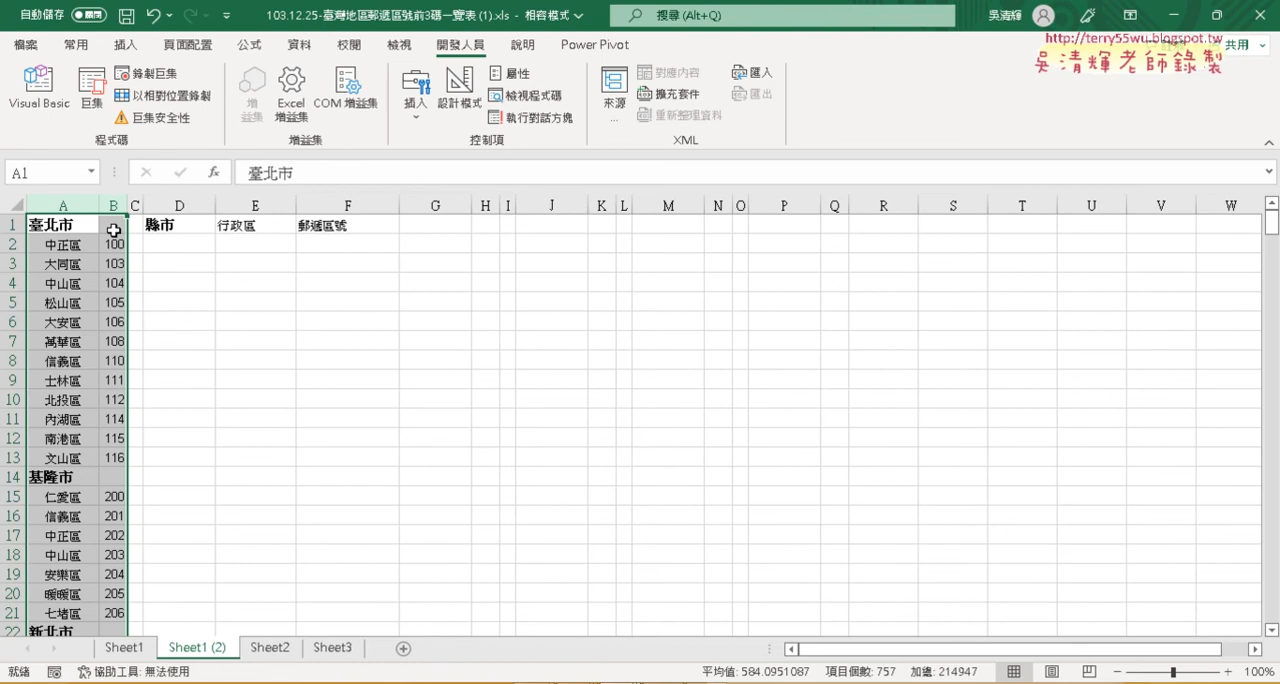 自動儲存 關閉 103.12.25-臺灣地區郵遞區號前3碼一覽表 (1).xls - 相容模式 搜尋 (Alt+Q) 吳清輝
http://terry55wu.blogspot.tw
吳清輝老師錄製
檔案 常用 插入 頁面配置 公式 資料 校閱 檢視 開發人員 說明 Power Pivot 共用
Visual Basic 巨集 錄製巨集 以相對位置錄製 巨集安全性
增益集 Excel 增益集 COM 增益集
插入 設計模式 屬性 檢視程式碼 執行對話方塊
來源... 對應內容 擴充套件 重新整理資料 匯入 匯出
程式碼 增益集 控制項 XML
A1 fx 臺北市
A B C D E F G H I J K L M N O P Q R S T U V W
1 臺北市 縣市 行政區 郵遞區號
2 中正區 100
3 大同區 103
4 中山區 104
5 松山區 105
6 大安區 106
7 萬華區 108
8 信義區 110
9 士林區 111
10 北投區 112
11 內湖區 114
12 南港區 115
13 文山區 116
14 基隆市
15 仁愛區 200
16 信義區 201
17 中正區 202
18 中山區 203
19 安樂區 204
20 暖暖區 205
21 七堵區 206
22 新北市
Sheet1 Sheet1 (2) Sheet2 Sheet3
就緒 協助工具: 無法使用 平均值: 584.0951087 項目個數: 757 加總: 214947 100%